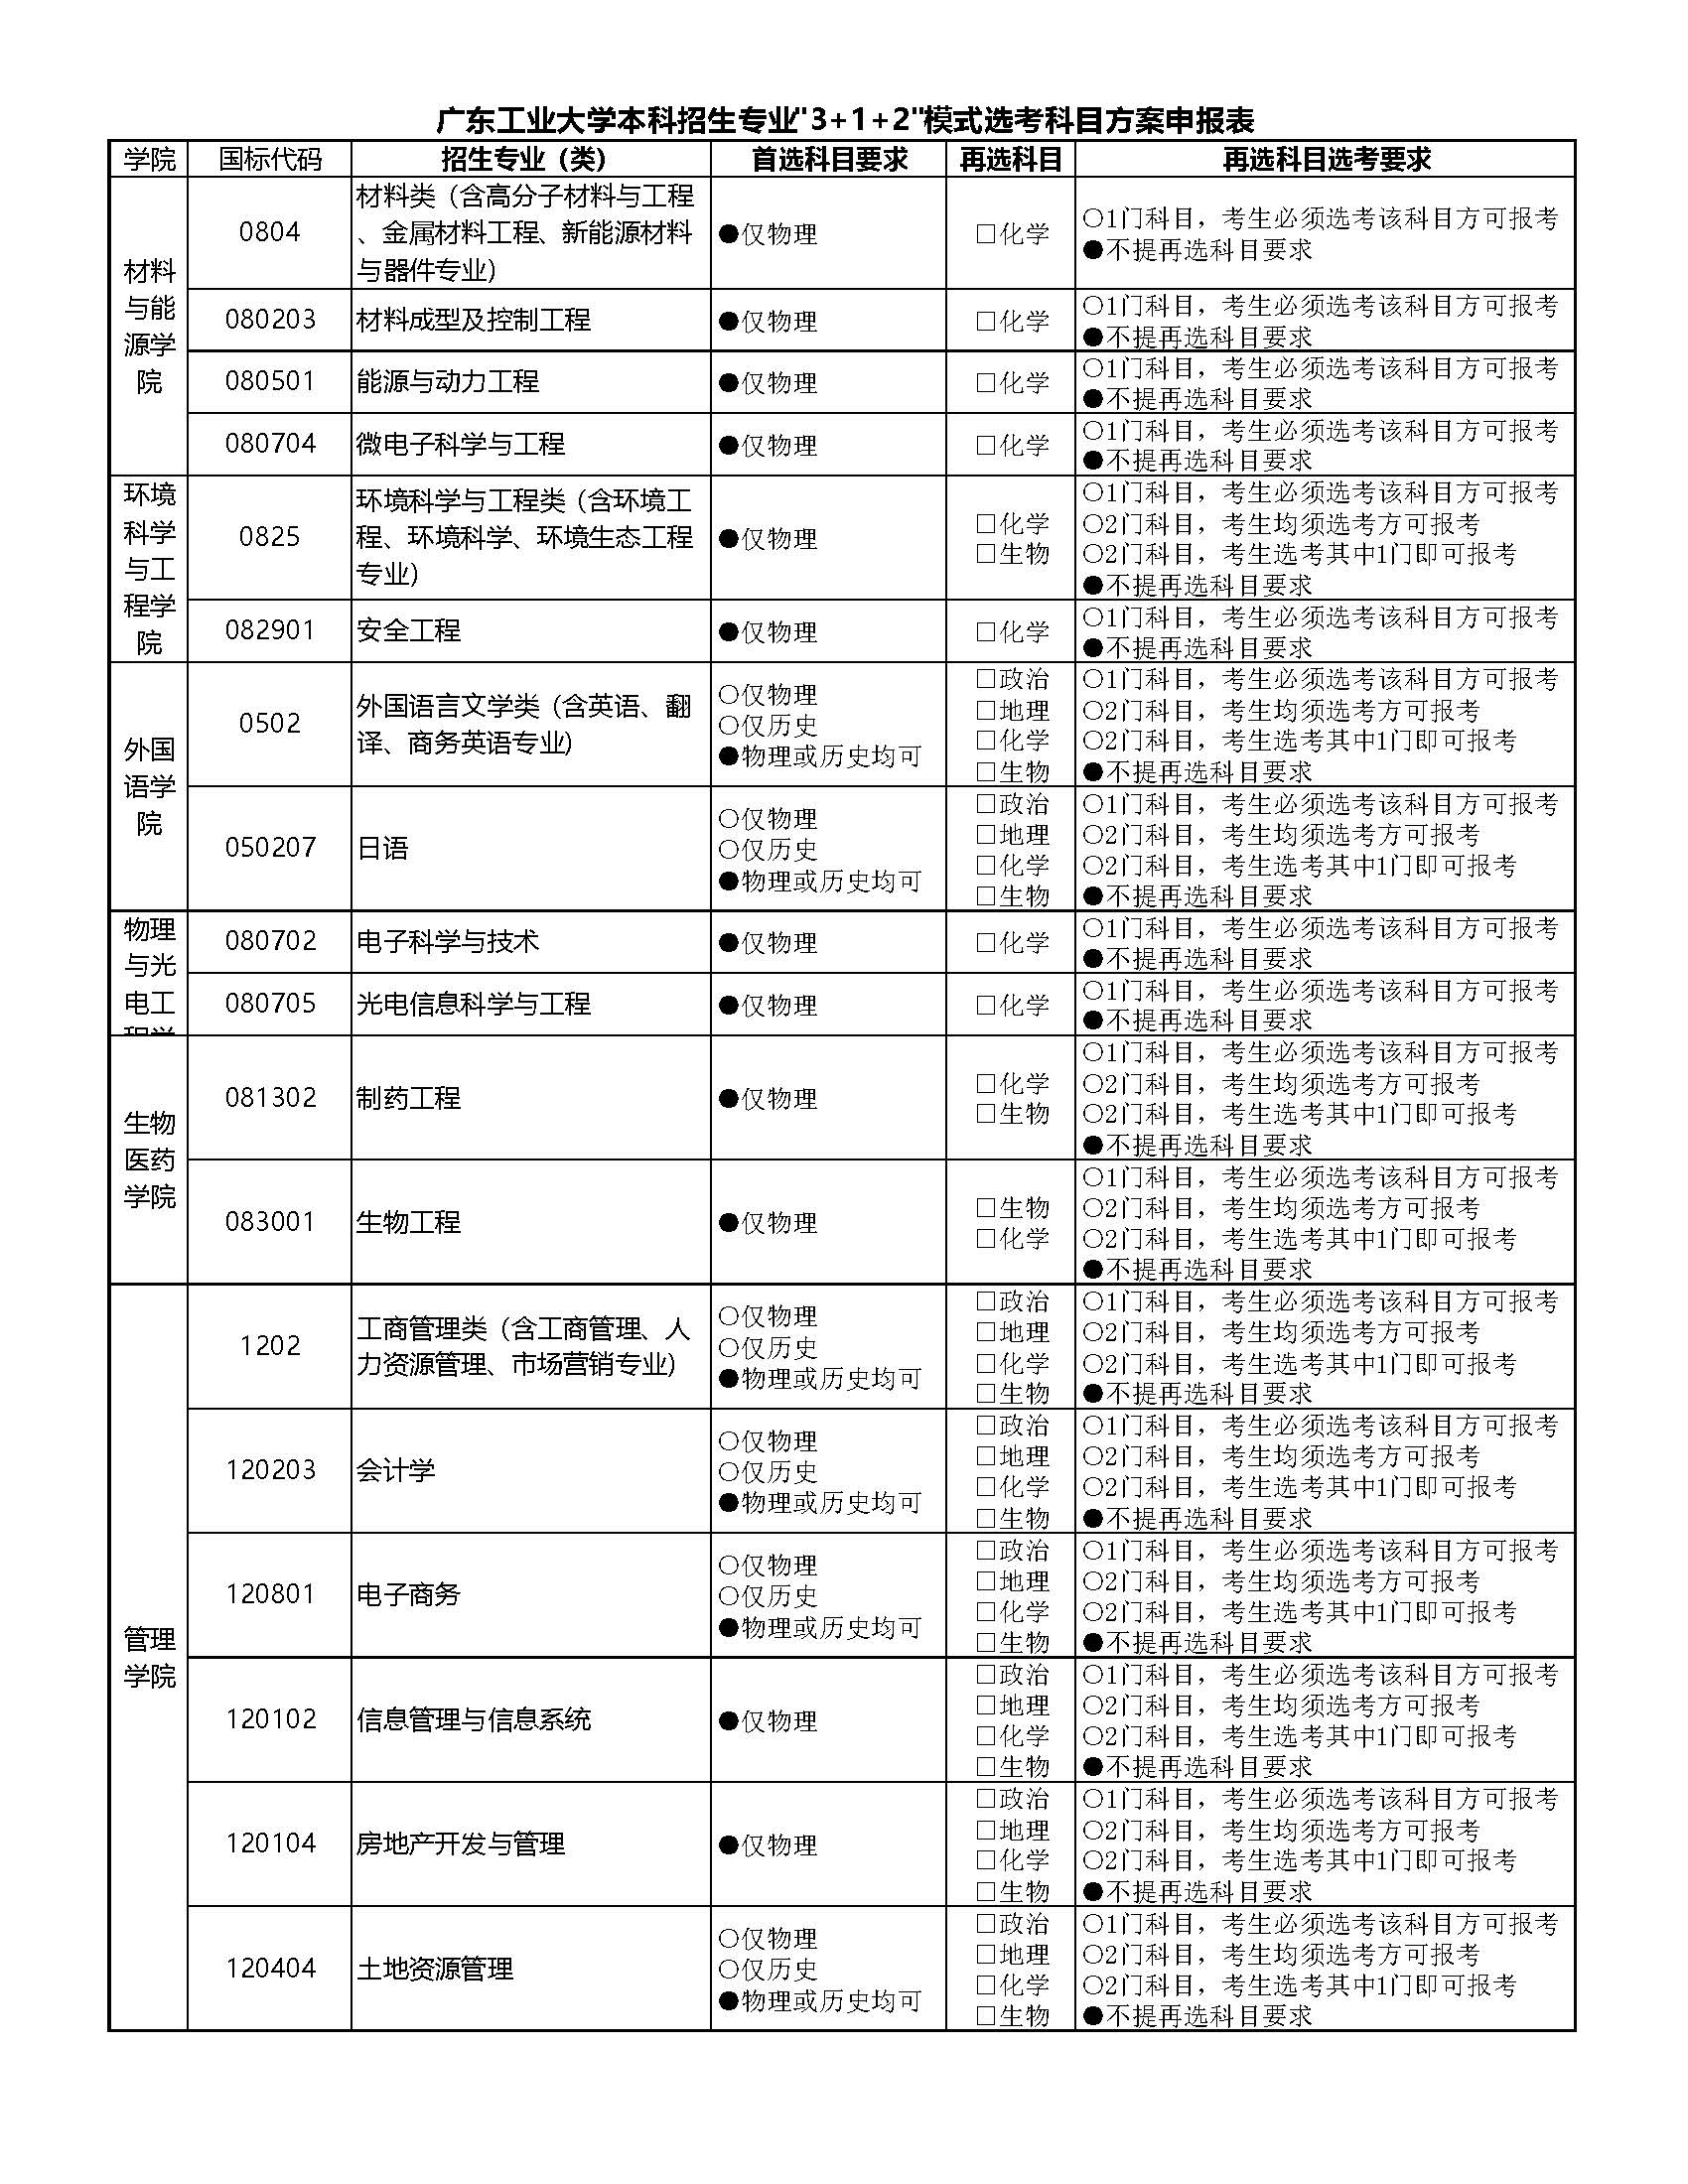 广东工业大学本科招生专业"3+1+2"模式选考科目方案申报表
学院 国标代码 招生专业（类） 首选科目要求 再选科目 再选科目选考要求
材料
与能
源学
院
0804
材料类（含高分子材料与工程
、金属材料工程、新能源材料
与器件专业）
●仅物理
□化学
○1门科目，考生必须选考该科目方可报考
●不提再选科目要求
080203
材料成型及控制工程
●仅物理
□化学
○1门科目，考生必须选考该科目方可报考
●不提再选科目要求
080501
能源与动力工程
●仅物理
□化学
○1门科目，考生必须选考该科目方可报考
●不提再选科目要求
080704
微电子科学与工程
●仅物理
□化学
○1门科目，考生必须选考该科目方可报考
●不提再选科目要求
环境
科学
与工
程学
院
0825
环境科学与工程类（含环境工
程、环境科学、环境生态工程
专业）
●仅物理
□化学
□生物
○1门科目，考生必须选考该科目方可报考
○2门科目，考生均须选考方可报考
○2门科目，考生选考其中1门即可报考
●不提再选科目要求
082901
安全工程
●仅物理
□化学
○1门科目，考生必须选考该科目方可报考
●不提再选科目要求
外国
语学
院
0502
外国语言文学类（含英语、翻
译、商务英语专业）
○仅物理
○仅历史
●物理或历史均可
□政治
□地理
□化学
□生物
○1门科目，考生必须选考该科目方可报考
○2门科目，考生均须选考方可报考
○2门科目，考生选考其中1门即可报考
●不提再选科目要求
050207
日语
○仅物理
○仅历史
●物理或历史均可
□政治
□地理
□化学
□生物
○1门科目，考生必须选考该科目方可报考
○2门科目，考生均须选考方可报考
○2门科目，考生选考其中1门即可报考
●不提再选科目要求
物理
与光
电工
程学
080702
电子科学与技术
●仅物理
□化学
○1门科目，考生必须选考该科目方可报考
●不提再选科目要求
080705
光电信息科学与工程
●仅物理
□化学
○1门科目，考生必须选考该科目方可报考
●不提再选科目要求
生物
医药
学院
081302
制药工程
●仅物理
□化学
□生物
○1门科目，考生必须选考该科目方可报考
○2门科目，考生均须选考方可报考
○2门科目，考生选考其中1门即可报考
●不提再选科目要求
083001
生物工程
●仅物理
□生物
□化学
○1门科目，考生必须选考该科目方可报考
○2门科目，考生均须选考方可报考
○2门科目，考生选考其中1门即可报考
●不提再选科目要求
管理
学院
1202
工商管理类（含工商管理、人
力资源管理、市场营销专业）
○仅物理
○仅历史
●物理或历史均可
□政治
□地理
□化学
□生物
○1门科目，考生必须选考该科目方可报考
○2门科目，考生均须选考方可报考
○2门科目，考生选考其中1门即可报考
●不提再选科目要求
120203
会计学
○仅物理
○仅历史
●物理或历史均可
□政治
□地理
□化学
□生物
○1门科目，考生必须选考该科目方可报考
○2门科目，考生均须选考方可报考
○2门科目，考生选考其中1门即可报考
●不提再选科目要求
120801
电子商务
○仅物理
○仅历史
●物理或历史均可
□政治
□地理
□化学
□生物
○1门科目，考生必须选考该科目方可报考
○2门科目，考生均须选考方可报考
○2门科目，考生选考其中1门即可报考
●不提再选科目要求
120102
信息管理与信息系统
●仅物理
□政治
□地理
□化学
□生物
○1门科目，考生必须选考该科目方可报考
○2门科目，考生均须选考方可报考
○2门科目，考生选考其中1门即可报考
●不提再选科目要求
120104
房地产开发与管理
●仅物理
□政治
□地理
□化学
□生物
○1门科目，考生必须选考该科目方可报考
○2门科目，考生均须选考方可报考
○2门科目，考生选考其中1门即可报考
●不提再选科目要求
120404
土地资源管理
○仅物理
○仅历史
●物理或历史均可
□政治
□地理
□化学
□生物
○1门科目，考生必须选考该科目方可报考
○2门科目，考生均须选考方可报考
○2门科目，考生选考其中1门即可报考
●不提再选科目要求